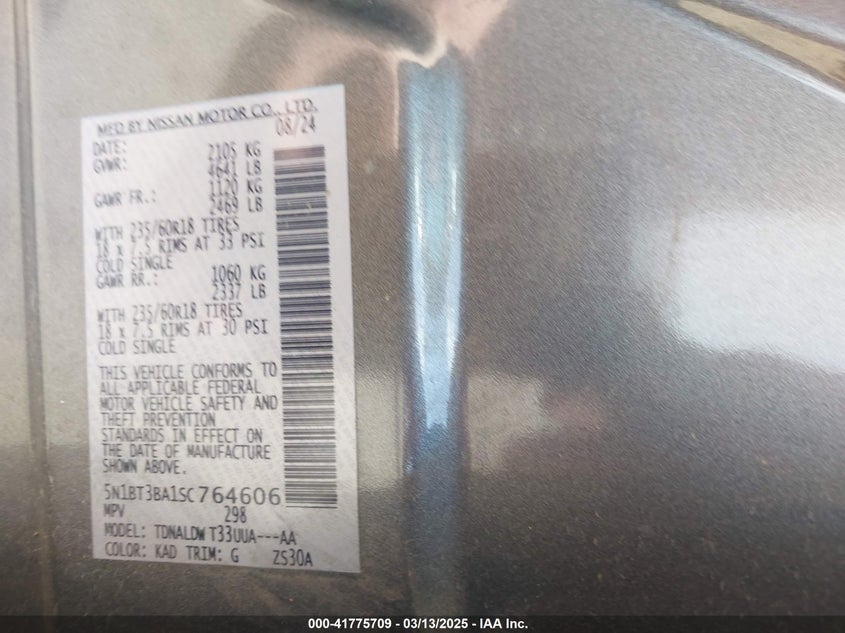 MFD BY NISSAN MOTOR CO., LTD.
DATE: 08/24
GVWR: 2105 KG
4641 LB
GAWR FR.: 1120 KG
2469 LB
WITH 235/60R18 TIRES
18 x 7.5 RIMS AT 33 PSI
COLD SINGLE
GAWR RR.: 1060 KG
2337 LB
WITH 235/60R18 TIRES
18 x 7.5 RIMS AT 30 PSI
COLD SINGLE
THIS VEHICLE CONFORMS TO
ALL APPLICABLE FEDERAL
MOTOR VEHICLE SAFETY AND
THEFT PREVENTION
STANDARDS IN EFFECT ON
THE DATE OF MANUFACTURE
SHOWN ABOVE.
5N1BT3BA1SC764606
MPV 298
MODEL: TDNALDW T33UUA---AA
COLOR: KAD TRIM: G ZS30A
000-41775709 - 03/13/2025 - IAA Inc.